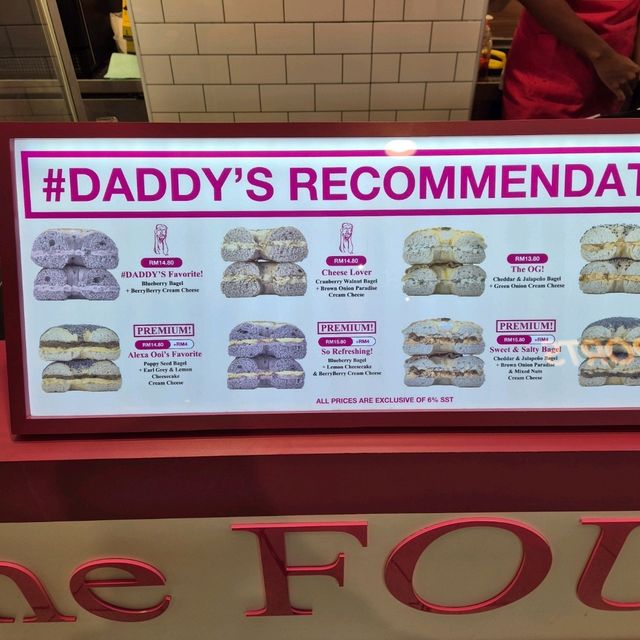 #DADDY'S RECOMMENDAT
RM14.80
#DADDY'S Favorite!
Blueberry Bagel
+ BerryBerry Cream Cheese
RM14.80
Cheese Lover
Cranberry Walnut Bagel
+ Brown Onion Paradise
Cream Cheese
RM13.80
The OG!
Cheddar & Jalapeño Bagel
+ Green Onion Cream Cheese
PREMIUM!
RM14.80 +RM4
Alexa Ooi's Favorite
Poppy Seed Bagel
+ Earl Grey & Lemon
Cheesecake
Cream Cheese
PREMIUM!
RM15.80 +RM4
So Refreshing!
Blueberry Bagel
+ Lemon Cheesecake
& BerryBerry Cream Cheese
PREMIUM!
RM15.80 +RM4
Sweet & Salty Bagel
Cheddar & Jalapeño Bagel
+ Brown Onion Paradise
& Mixed Nuts
Cream Cheese
ALL PRICES ARE EXCLUSIVE OF 6% SST
ne FOU